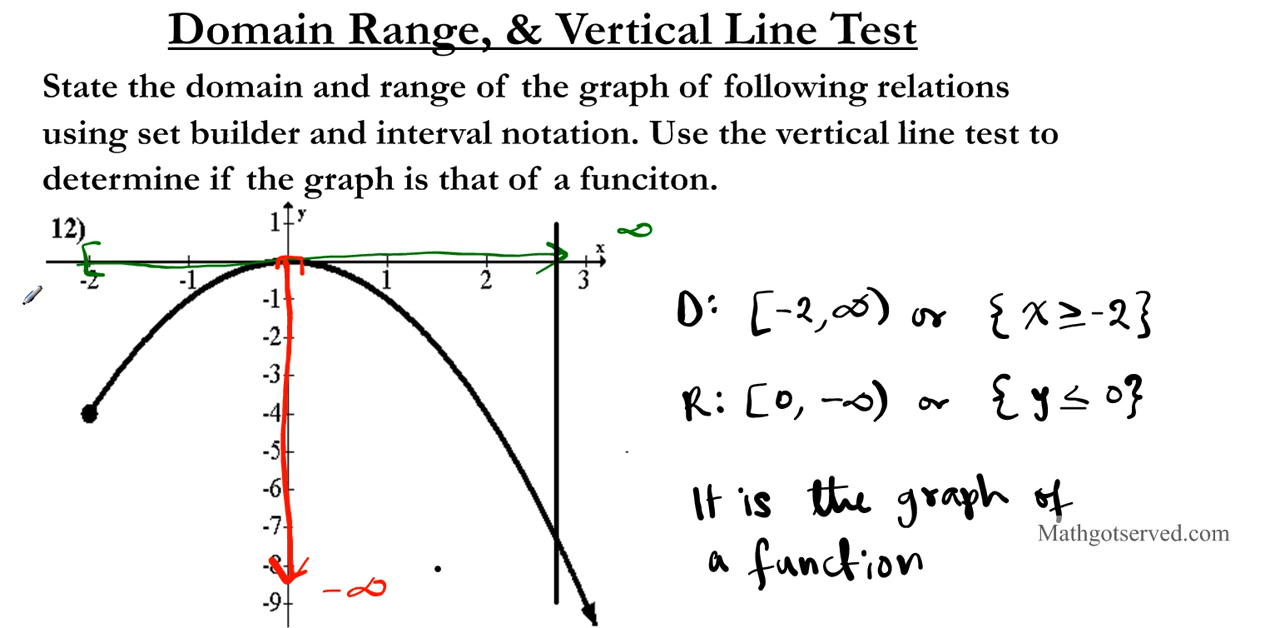 Domain Range, & Vertical Line Test
State the domain and range of the graph of following relations
using set builder and interval notation. Use the vertical line test to
determine if the graph is that of a funciton.
12)
1 y
∞
x
-2 -1 1 2 3
-1
-2
-3
-4
-5
-6
-7
-8
-9
-∞
D: [-2, ∞) or { x ≥ -2}
R: [0, -∞) or { y ≤ 0}
It is the graph of
a function
Mathgotserved.com